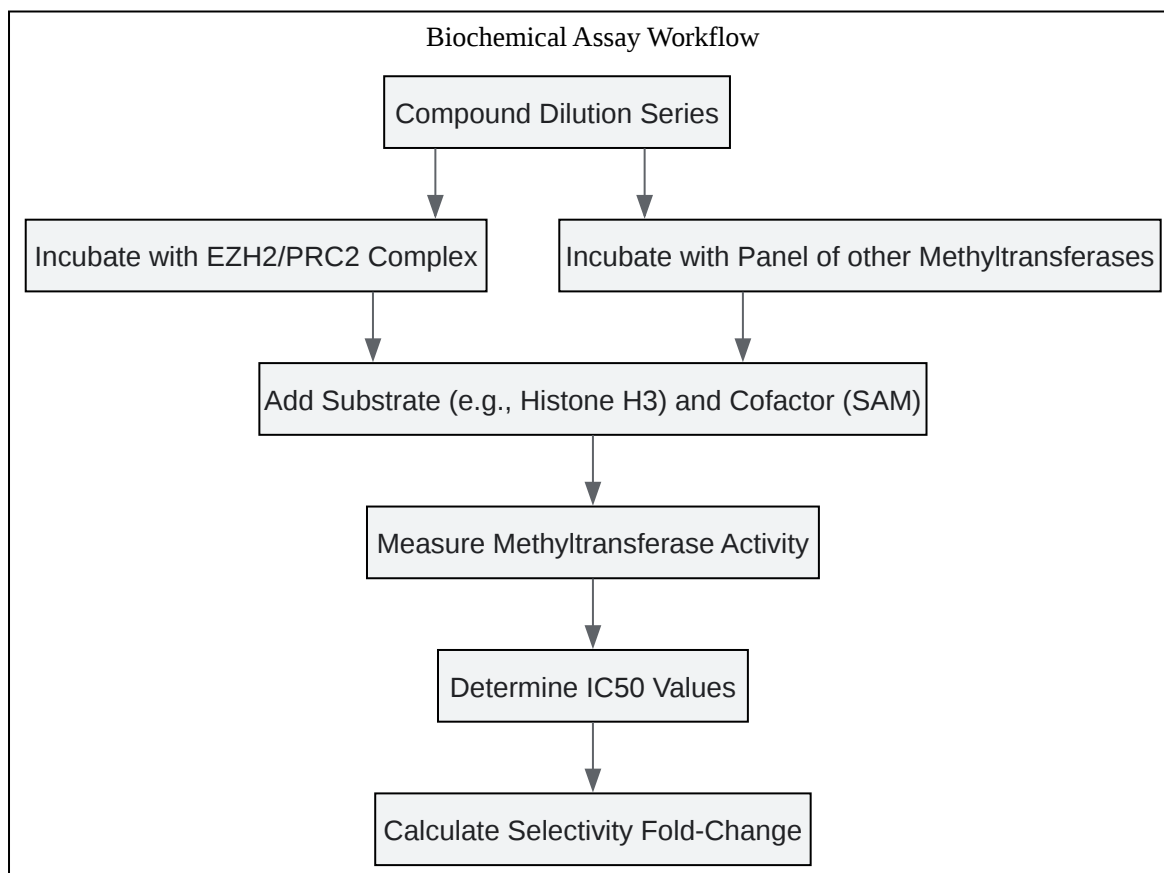 Biochemical Assay Workflow
Compound Dilution Series
Incubate with EZH2/PRC2 Complex
Incubate with Panel of other Methyltransferases
Add Substrate (e.g., Histone H3) and Cofactor (SAM)
Measure Methyltransferase Activity
Determine IC50 Values
Calculate Selectivity Fold-Change